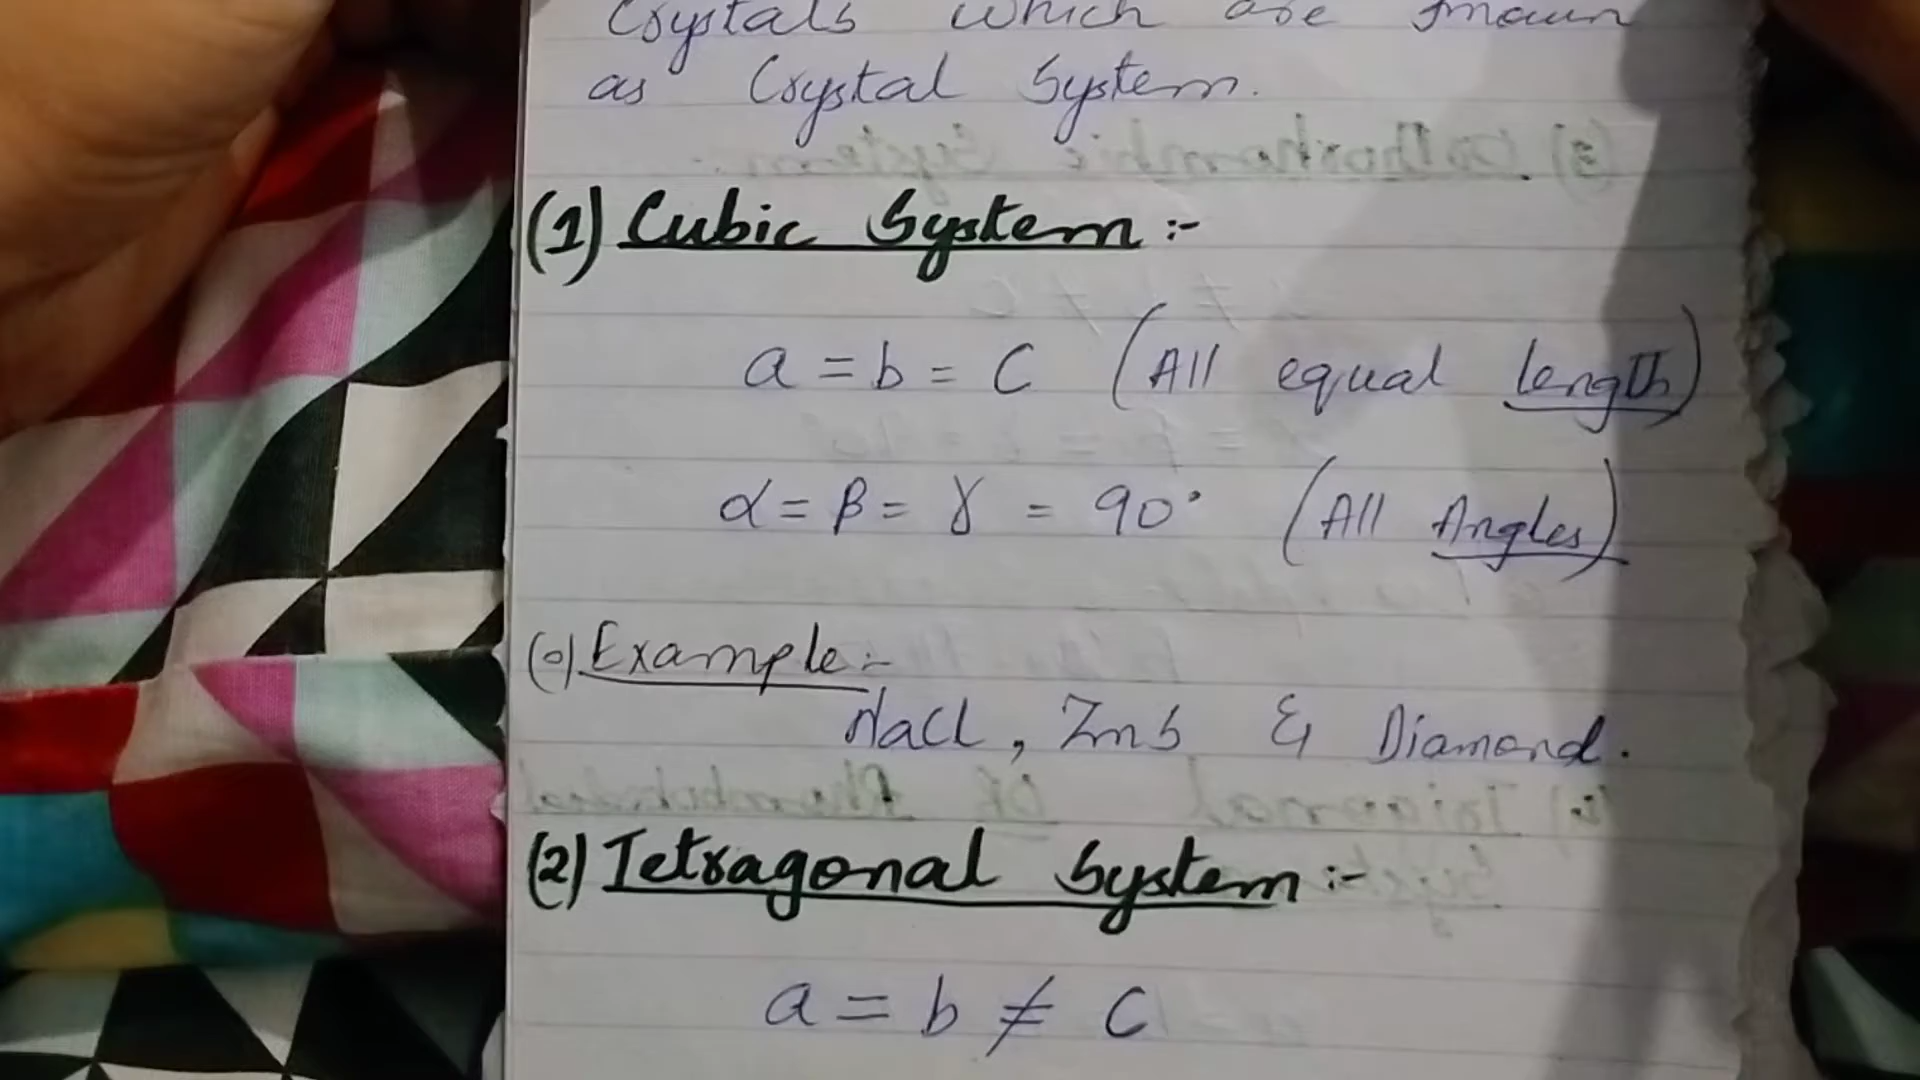 Crystals which are known
as Crystal System.
(1) Cubic System :-
a = b = c (All equal length)
α = β = γ = 90° (All Angles)
(o) Example :-
NaCl, ZnS & Diamond.
(2) Tetragonal System :-
a = b ≠ c